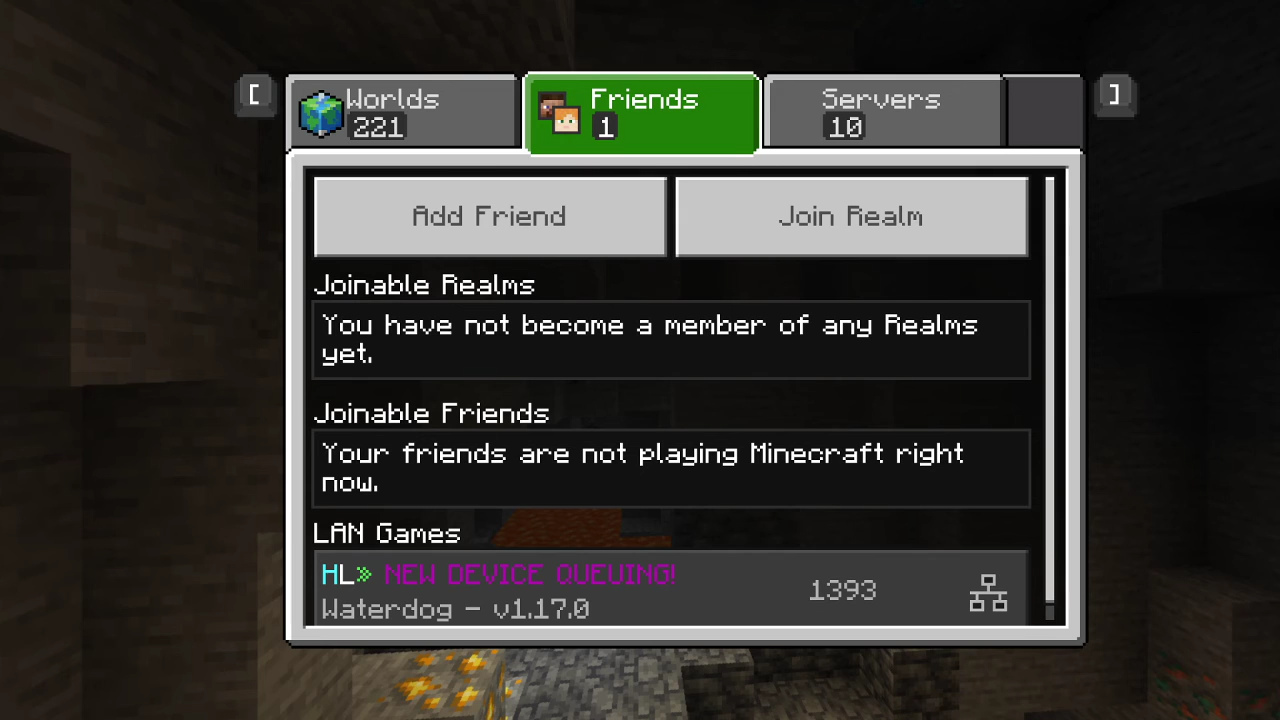 [
Worlds
221
Friends
1
Servers
10
]
Add Friend
Join Realm
Joinable Realms
You have not become a member of any Realms
yet.
Joinable Friends
Your friends are not playing Minecraft right
now.
LAN Games
HL» NEW DEVICE QUEUING!
Waterdog - v1.17.0
1393